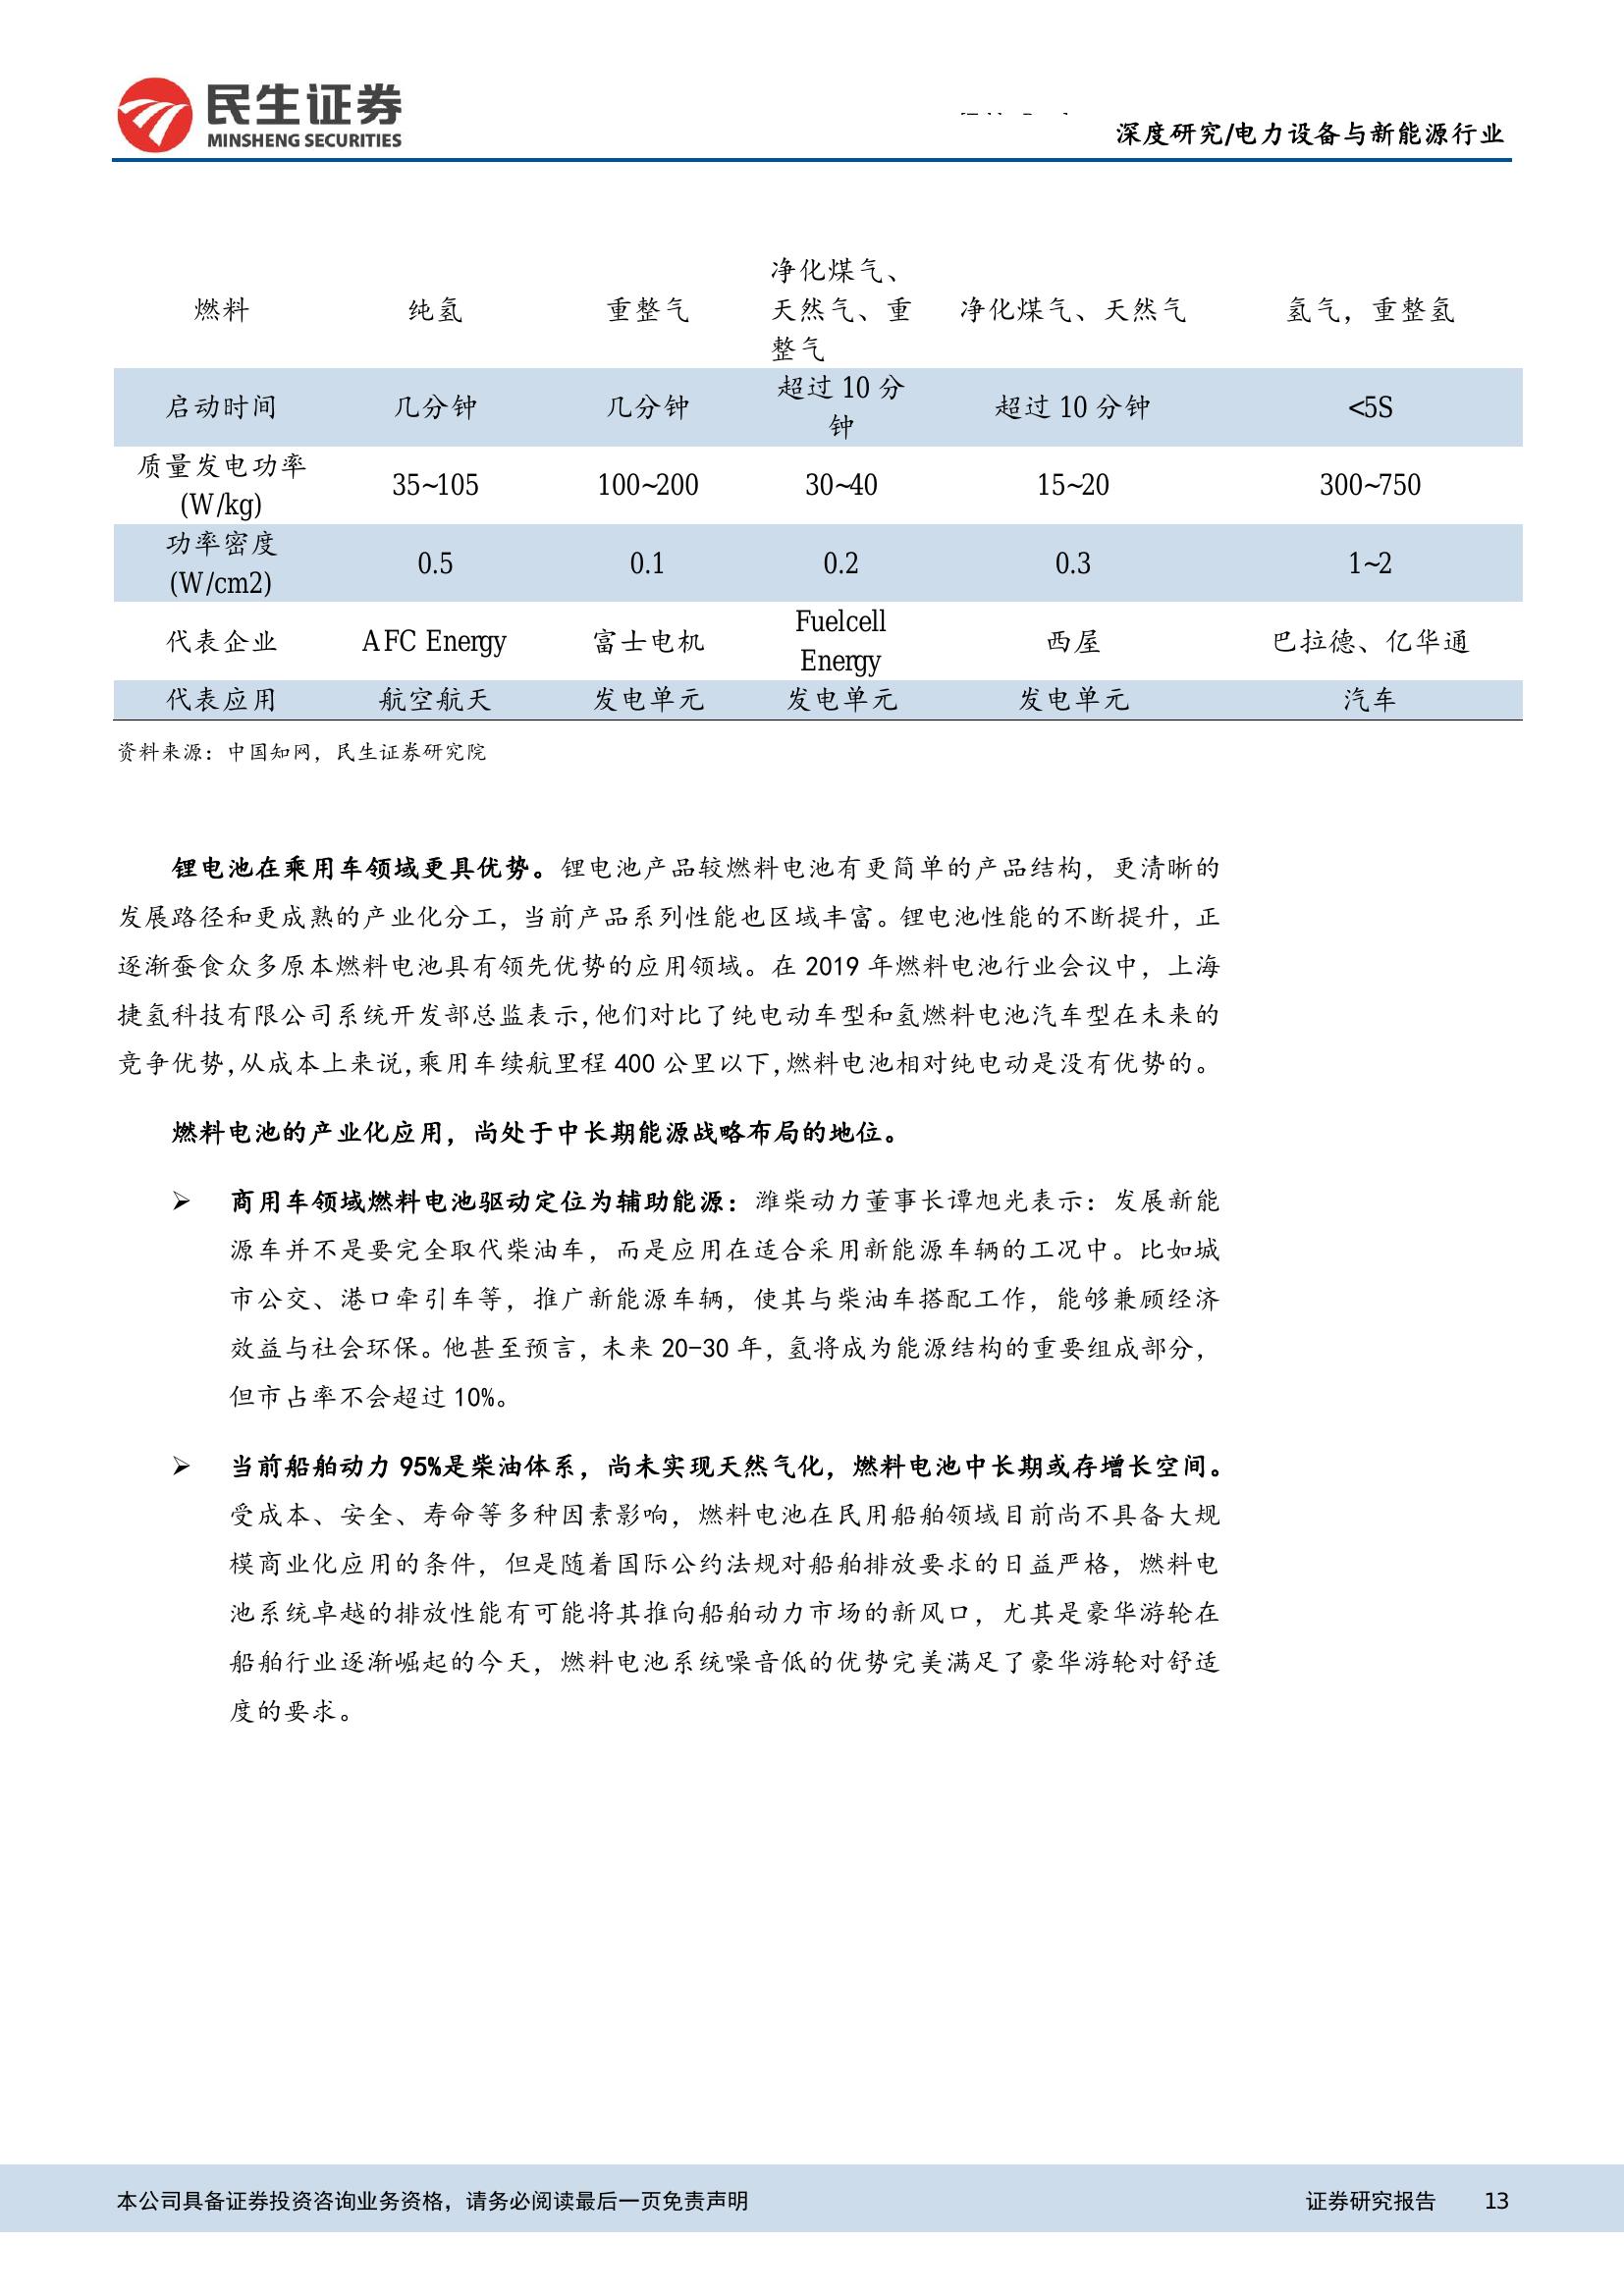 民生证券
MINSHENG SECURITIES
深度研究/电力设备与新能源行业
燃料 纯氢 重整气 净化煤气、天然气、重整气 净化煤气、天然气 氢气，重整氢
启动时间 几分钟 几分钟 超过 10 分钟 超过 10 分钟 <5S
质量发电功率(W/kg) 35~105 100~200 30~40 15~20 300~750
功率密度(W/cm2) 0.5 0.1 0.2 0.3 1~2
代表企业 AFC Energy 富士电机 Fuelcell Energy 西屋 巴拉德、亿华通
代表应用 航空航天 发电单元 发电单元 发电单元 汽车
资料来源：中国知网，民生证券研究院
锂电池在乘用车领域更具优势。锂电池产品较燃料电池有更简单的产品结构，更清晰的
发展路径和更成熟的产业化分工，当前产品系列性能也区域丰富。锂电池性能的不断提升，正
逐渐蚕食众多原本燃料电池具有领先优势的应用领域。在 2019 年燃料电池行业会议中，上海
捷氢科技有限公司系统开发部总监表示，他们对比了纯电动车型和氢燃料电池汽车型在未来的
竞争优势，从成本上来说，乘用车续航里程 400 公里以下，燃料电池相对纯电动是没有优势的。
燃料电池的产业化应用，尚处于中长期能源战略布局的地位。
➢ 商用车领域燃料电池驱动定位为辅助能源：潍柴动力董事长谭旭光表示：发展新能
源车并不是要完全取代柴油车，而是应用在适合采用新能源车辆的工况中。比如城
市公交、港口牵引车等，推广新能源车辆，使其与柴油车搭配工作，能够兼顾经济
效益与社会环保。他甚至预言，未来 20-30 年，氢将成为能源结构的重要组成部分，
但市占率不会超过 10%。
➢ 当前船舶动力 95%是柴油体系，尚未实现天然气化，燃料电池中长期或存增长空间。
受成本、安全、寿命等多种因素影响，燃料电池在民用船舶领域目前尚不具备大规
模商业化应用的条件，但是随着国际公约法规对船舶排放要求的日益严格，燃料电
池系统卓越的排放性能有可能将其推向船舶动力市场的新风口，尤其是豪华游轮在
船舶行业逐渐崛起的今天，燃料电池系统噪音低的优势完美满足了豪华游轮对舒适
度的要求。
本公司具备证券投资咨询业务资格，请务必阅读最后一页免责声明 证券研究报告 13